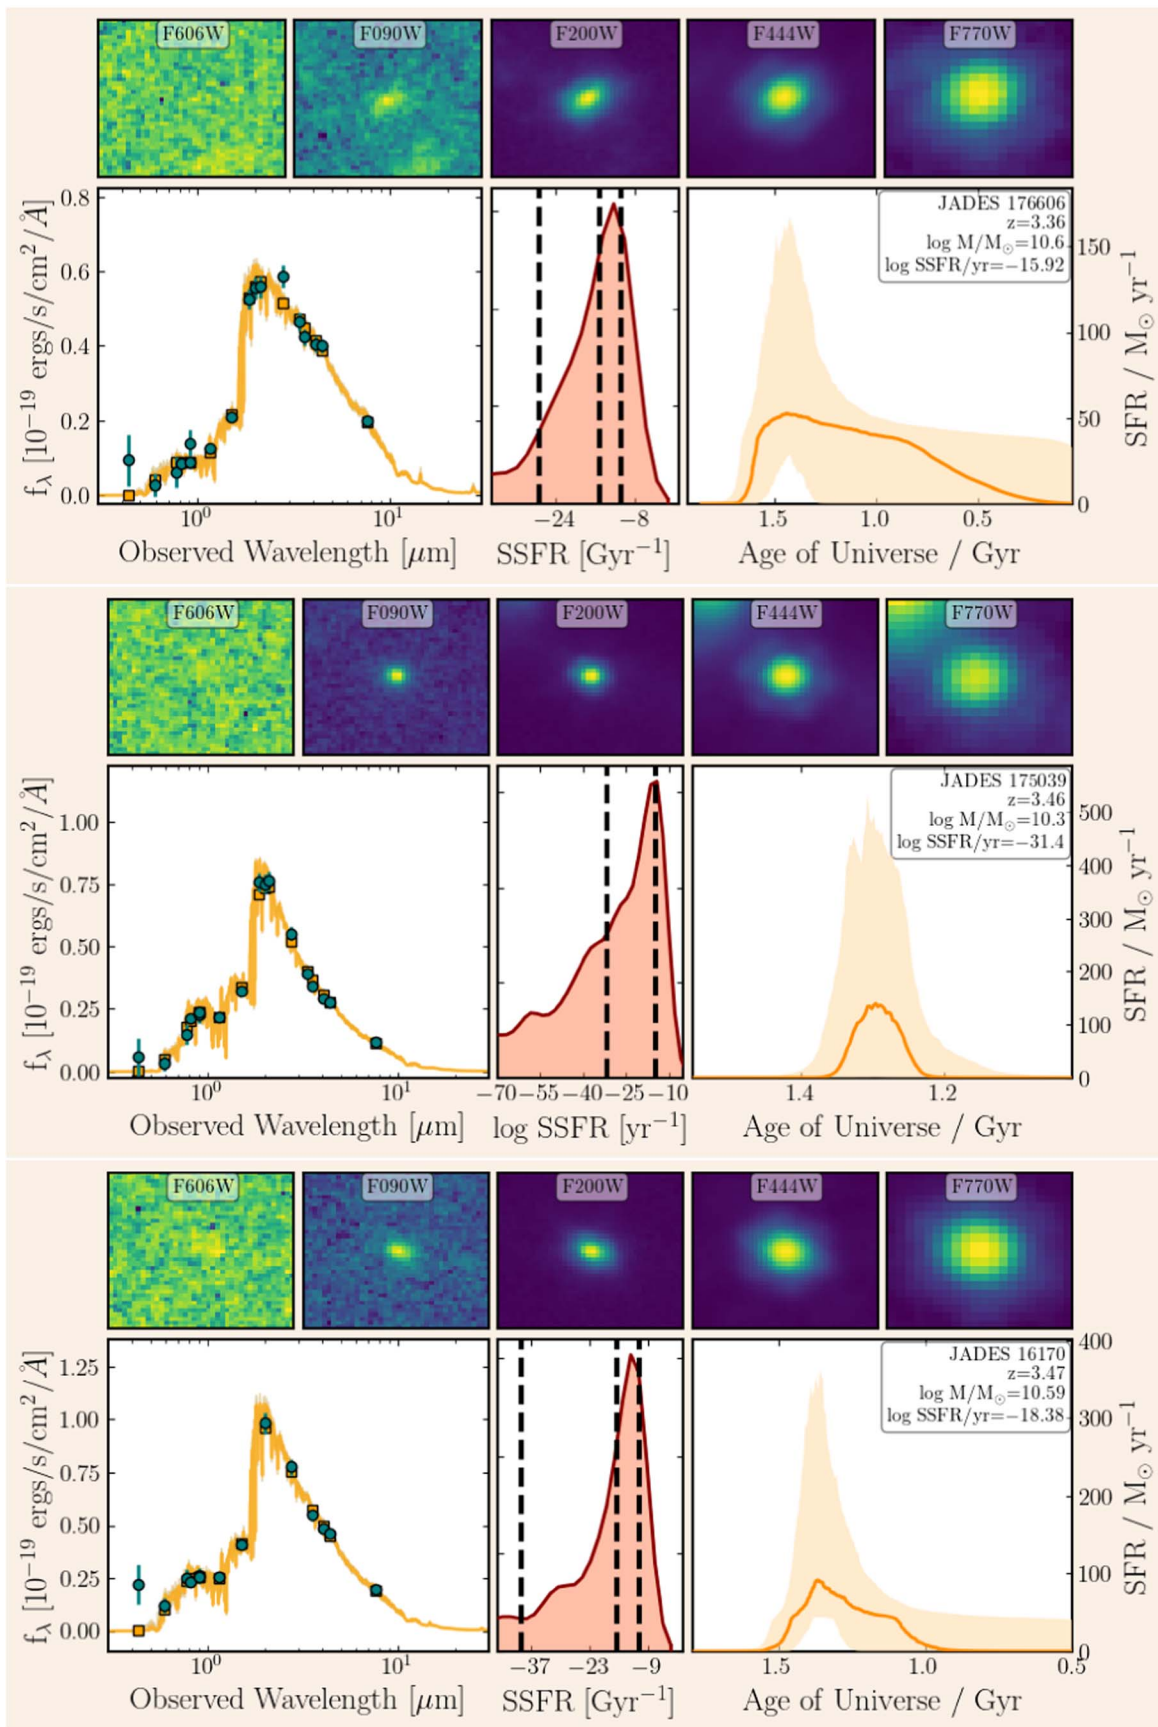 F606W F090W F200W F444W F770W
0.8
0.6
0.4
0.2
0.0
f_λ [10^−19 ergs/s/cm^2/Å]
10^0 10^1
Observed Wavelength [μm]
−24 −8
SSFR [Gyr^−1]
JADES 176606
z=3.36
log M/M_⊙=10.6
log SSFR/yr=−15.92
150
100
50
0
SFR / M_⊙ yr^−1
1.5 1.0 0.5
Age of Universe / Gyr
F606W F090W F200W F444W F770W
1.00
0.75
0.50
0.25
0.00
f_λ [10^−19 ergs/s/cm^2/Å]
10^0 10^1
Observed Wavelength [μm]
−70 −55 −40 −25 −10
log SSFR [yr^−1]
JADES 175039
z=3.46
log M/M_⊙=10.3
log SSFR/yr=−31.4
500
400
300
200
100
0
SFR / M_⊙ yr^−1
1.4 1.2
Age of Universe / Gyr
F606W F090W F200W F444W F770W
1.25
1.00
0.75
0.50
0.25
0.00
f_λ [10^−19 ergs/s/cm^2/Å]
10^0 10^1
Observed Wavelength [μm]
−37 −23 −9
SSFR [Gyr^−1]
JADES 16170
z=3.47
log M/M_⊙=10.59
log SSFR/yr=−18.38
400
300
200
100
0
SFR / M_⊙ yr^−1
1.5 1.0 0.5
Age of Universe / Gyr